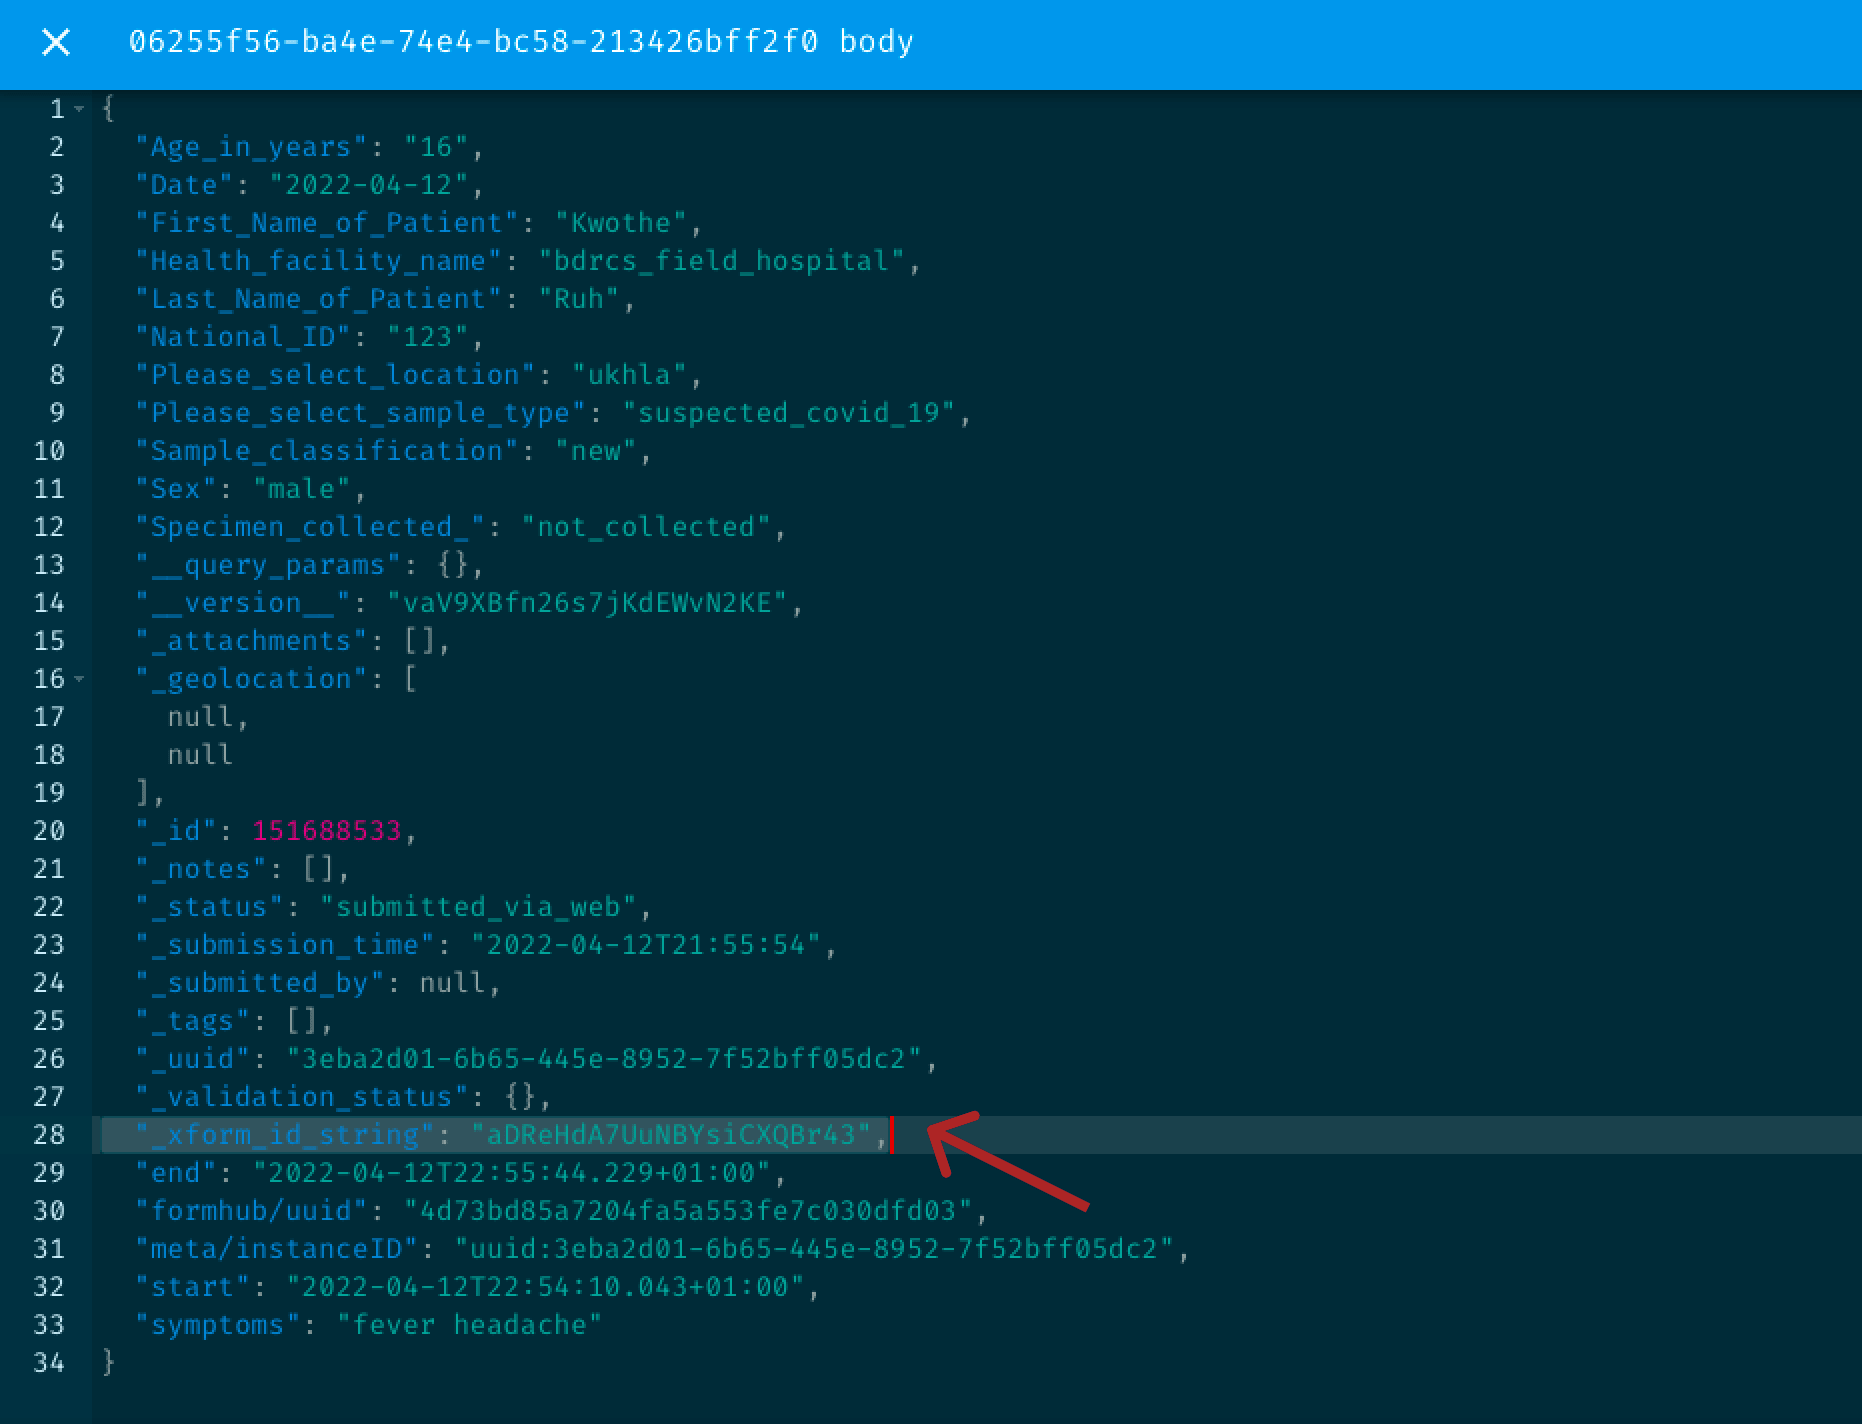 06255f56-ba4e-74e4-bc58-213426bff2f0 body
1 {
2 "Age_in_years": "16",
3 "Date": "2022-04-12",
4 "First_Name_of_Patient": "Kwothe",
5 "Health_facility_name": "bdrcs_field_hospital",
6 "Last_Name_of_Patient": "Ruh",
7 "National_ID": "123",
8 "Please_select_location": "ukhla",
9 "Please_select_sample_type": "suspected_covid_19",
10 "Sample_classification": "new",
11 "Sex": "male",
12 "Specimen_collected_": "not_collected",
13 "__query_params": {},
14 "__version__": "vaV9XBfn26s7jKdEWvN2KE",
15 "_attachments": [],
16 "_geolocation": [
17 null,
18 null
19 ],
20 "_id": 151688533,
21 "_notes": [],
22 "_status": "submitted_via_web",
23 "_submission_time": "2022-04-12T21:55:54",
24 "_submitted_by": null,
25 "_tags": [],
26 "_uuid": "3eba2d01-6b65-445e-8952-7f52bff05dc2",
27 "_validation_status": {},
28 "_xform_id_string": "aDReHdA7UuNBYsiCXQBr43",
29 "end": "2022-04-12T22:55:44.229+01:00",
30 "formhub/uuid": "4d73bd85a7204fa5a553fe7c030dfd03",
31 "meta/instanceID": "uuid:3eba2d01-6b65-445e-8952-7f52bff05dc2",
32 "start": "2022-04-12T22:54:10.043+01:00",
33 "symptoms": "fever headache"
34 }